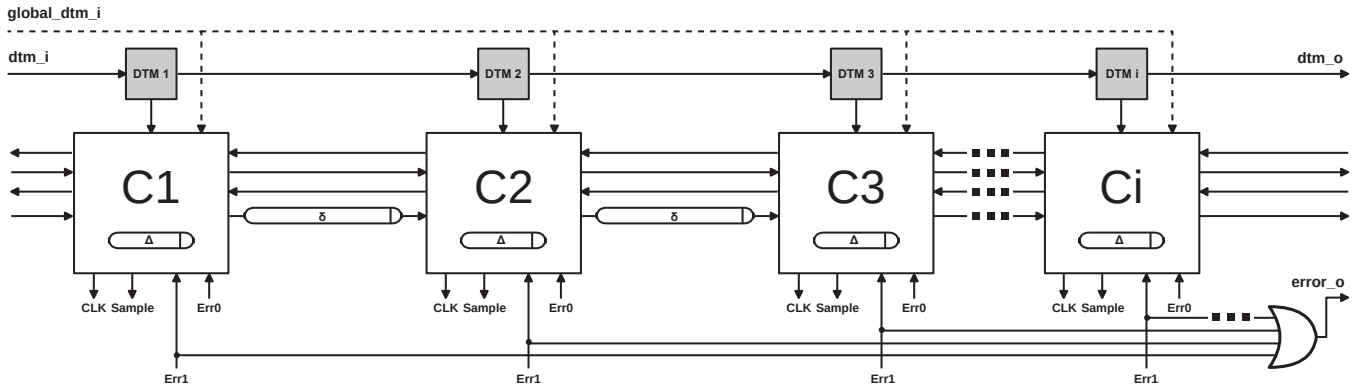 global_dtm_i
dtm_i
DTM 1
DTM 2
DTM 3
DTM i
dtm_o
C1
C2
C3
Ci
δ
δ
Δ
Δ
Δ
Δ
CLK Sample
Err0
CLK Sample
Err0
CLK Sample
Err0
CLK Sample
Err0
error_o
Err1
Err1
Err1
Err1